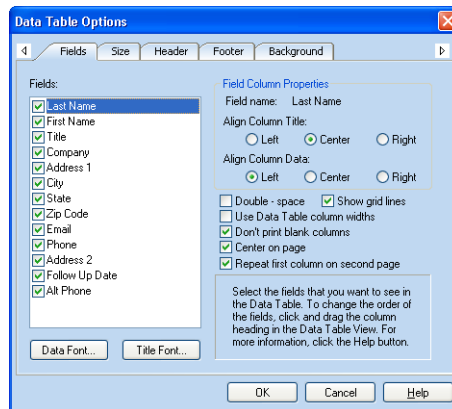 Data Table Options
Fields
Size
Header
Footer
Background
Fields:
Last Name
First Name
Title
Company
Address 1
City
State
Zip Code
Email
Phone
Address 2
Follow Up Date
Alt Phone
Data Font...
Title Font...
Field Column Properties
Field name: Last Name
Align Column Title:
Left Center Right
Align Column Data:
Left Center Right
Double - space Show grid lines
Use Data Table column widths
Don't print blank columns
Center on page
Repeat first column on second page
Select the fields that you want to see in
the Data Table. To change the order of
the fields, click and drag the column
heading in the Data Table View. For
more information, click the Help button.
OK
Cancel
Help